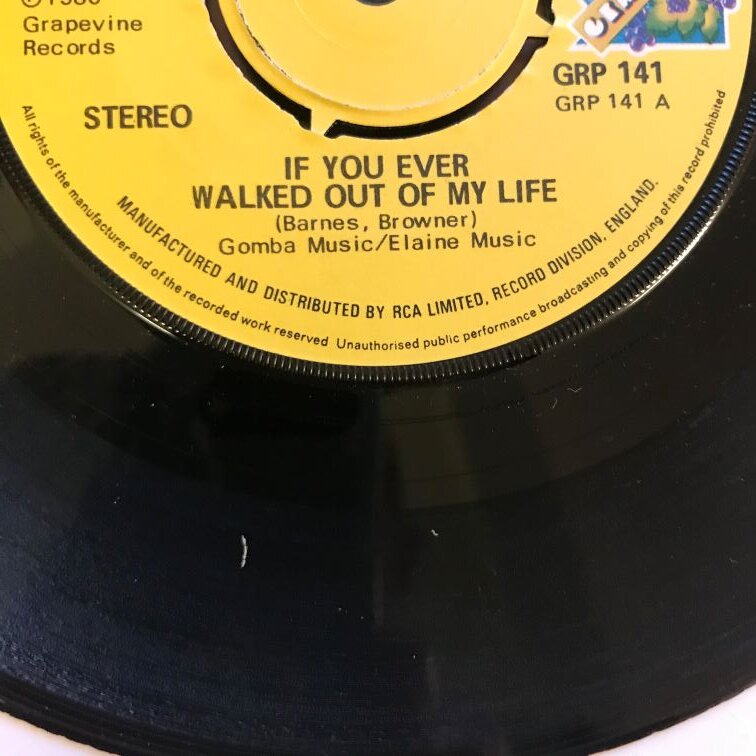 Grapevine
Records
GRP 141
GRP 141 A
STEREO
IF YOU EVER
WALKED OUT OF MY LIFE
(Barnes, Browner)
Gomba Music/Elaine Music
MANUFACTURED AND DISTRIBUTED BY RCA LIMITED, RECORD DIVISION, ENGLAND.
All rights of the manufacturer and of the recorded work reserved Unauthorised public performance broadcasting and copying of this record prohibited